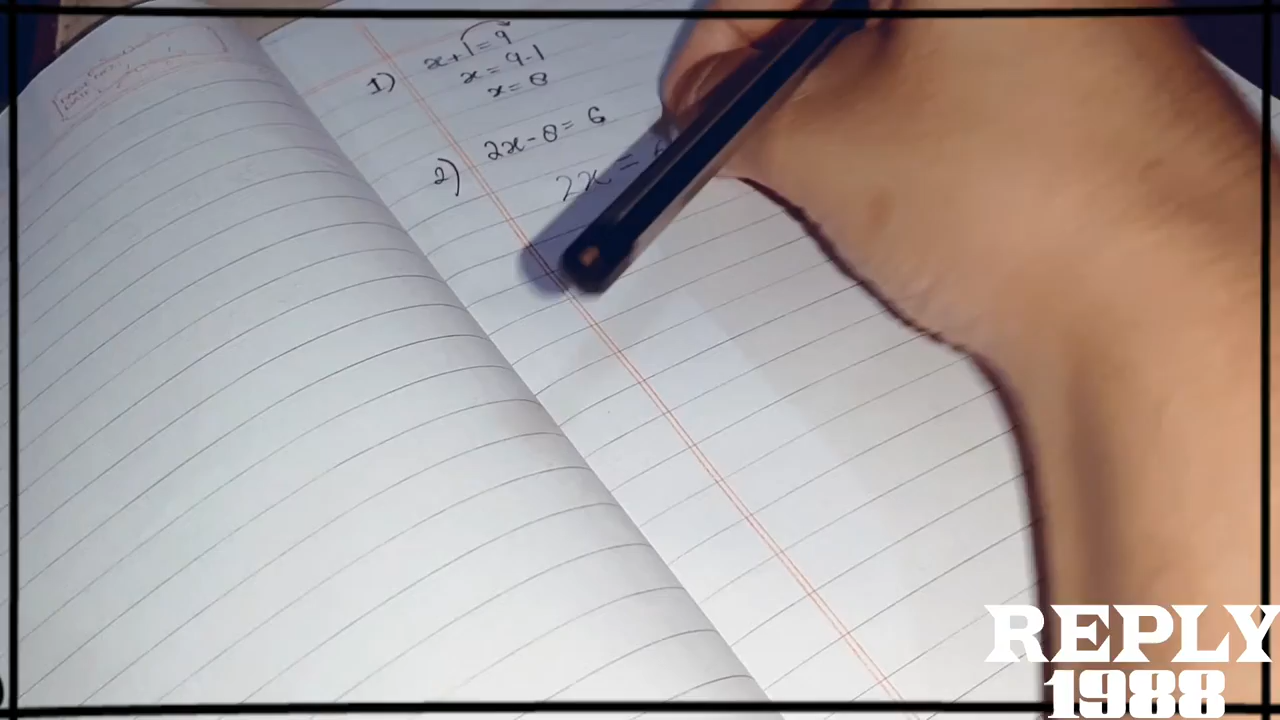 1) x+1=9
x=9-1
x=8
2) 2x-8=6
2x=
REPLY
1988